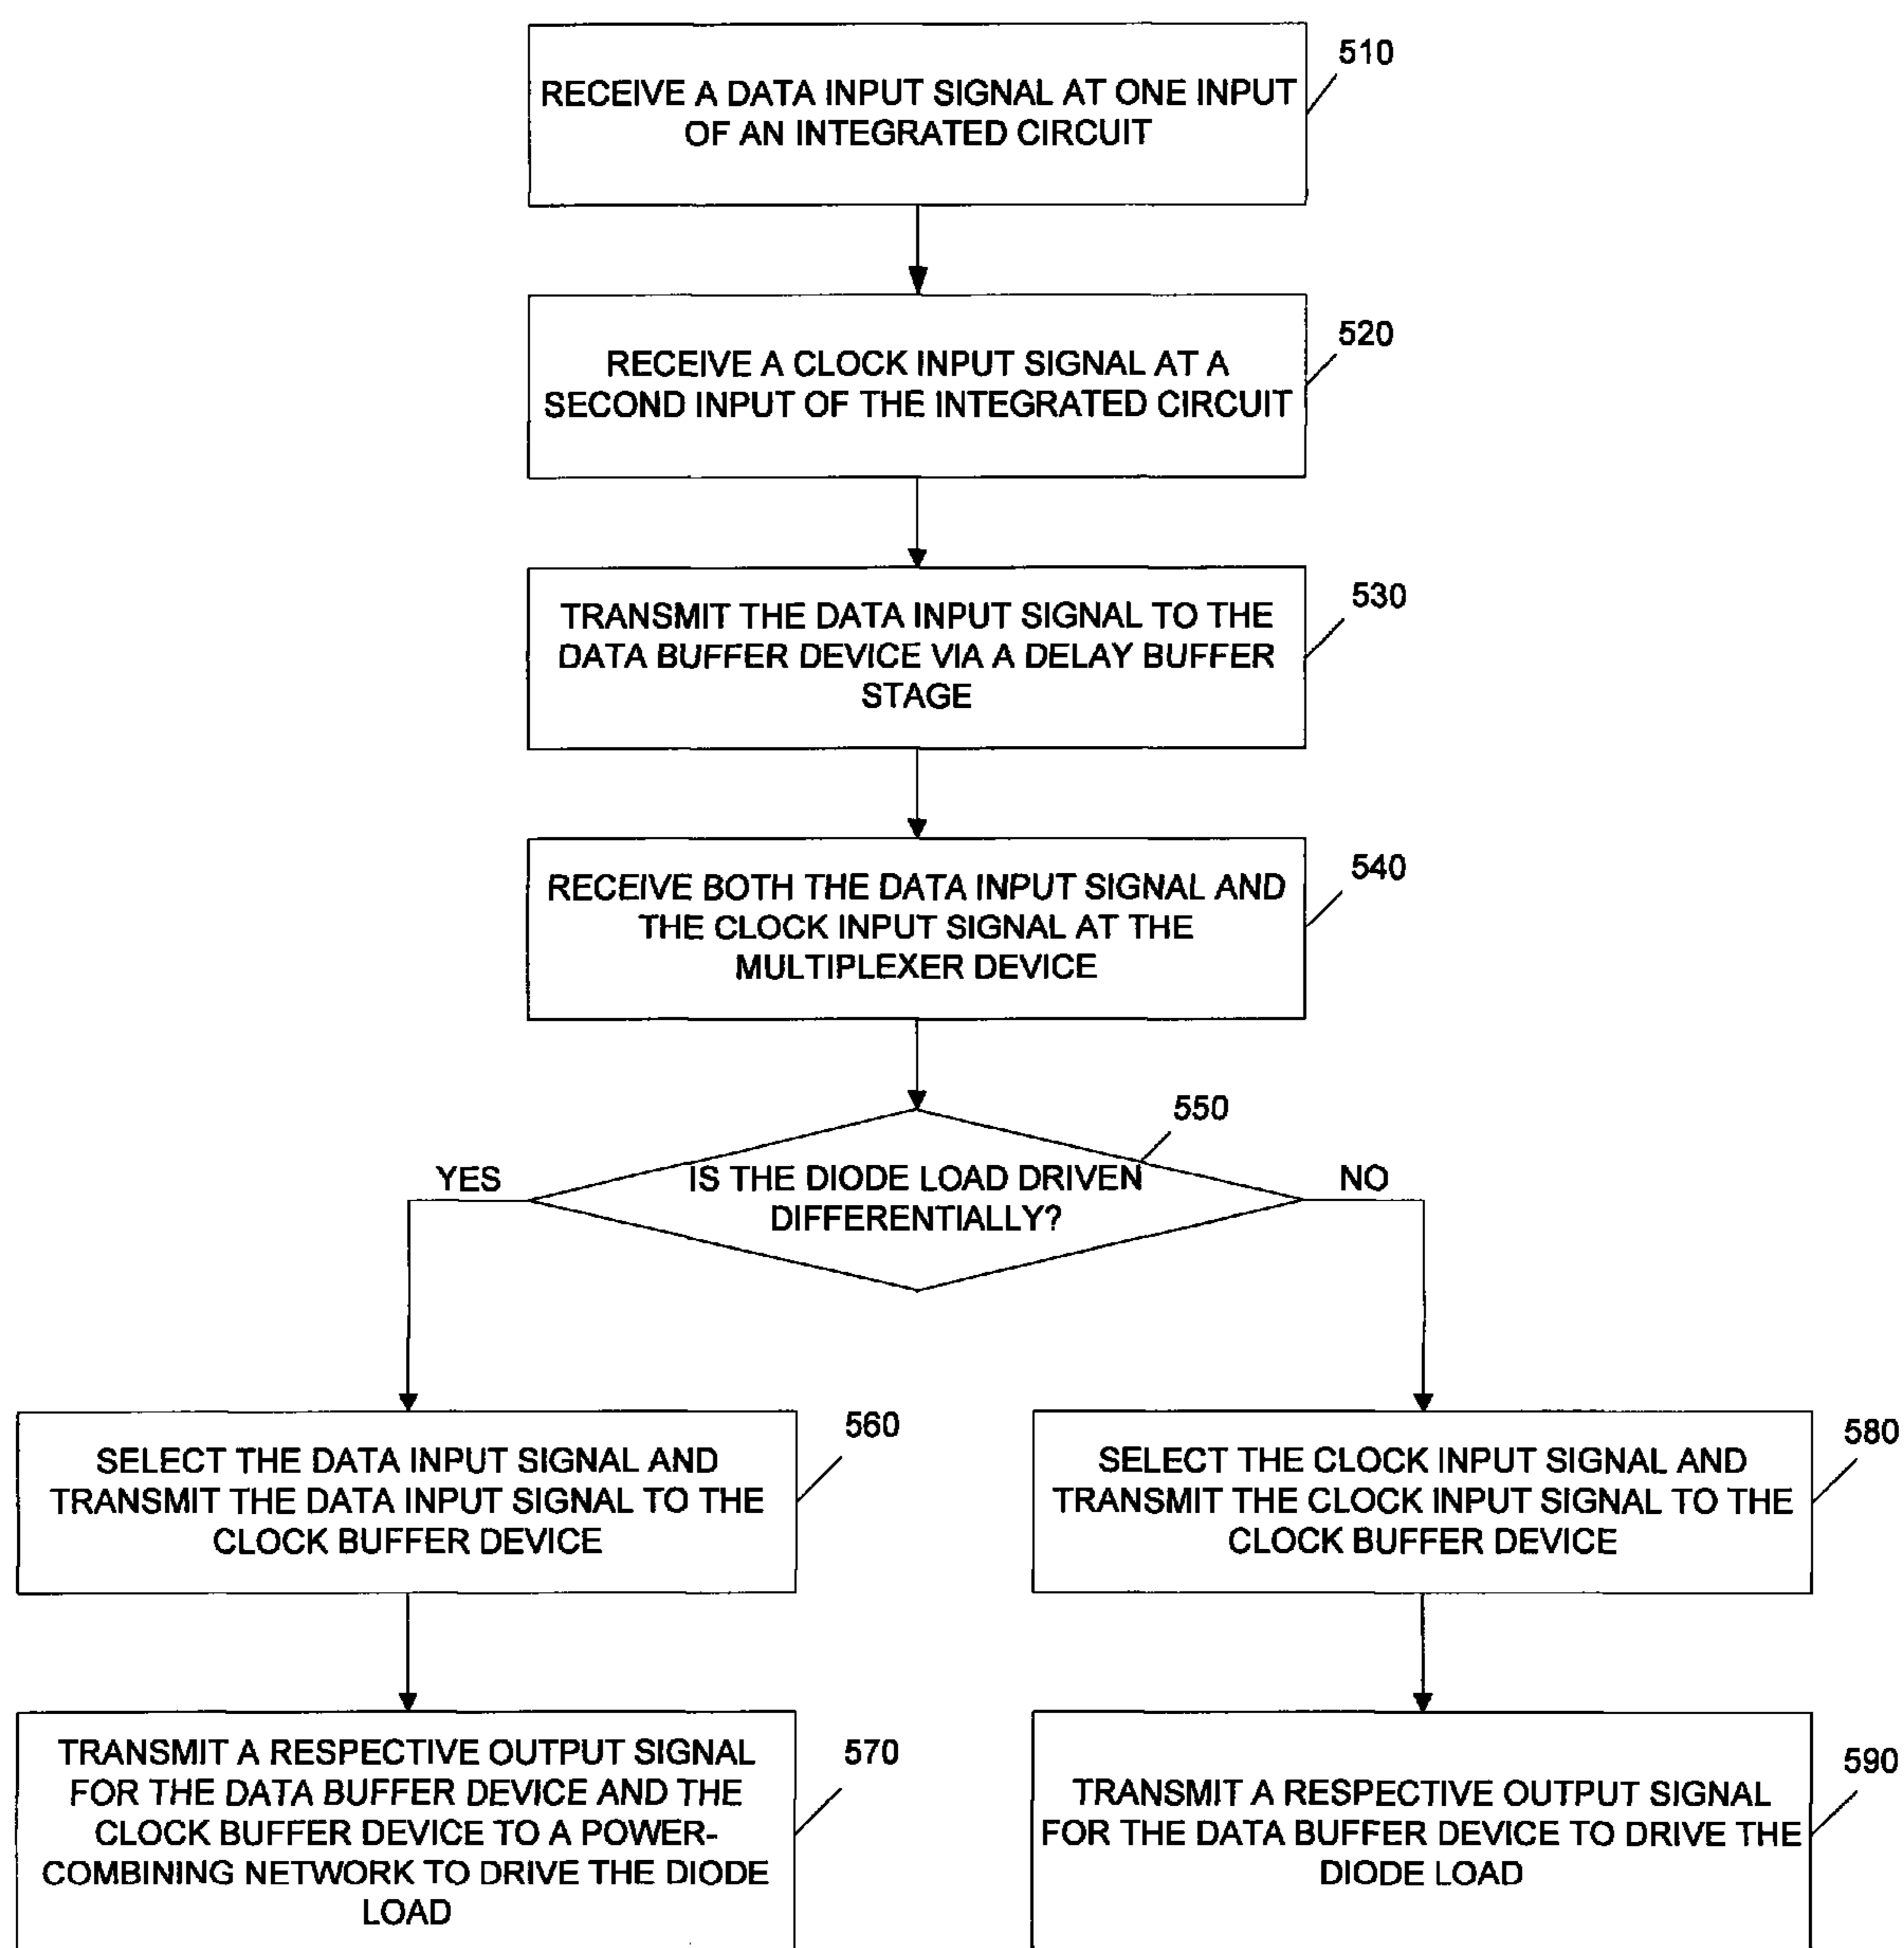 RECEIVE A DATA INPUT SIGNAL AT ONE INPUT
OF AN INTEGRATED CIRCUIT
510
RECEIVE A CLOCK INPUT SIGNAL AT A
SECOND INPUT OF THE INTEGRATED CIRCUIT
520
TRANSMIT THE DATA INPUT SIGNAL TO THE
DATA BUFFER DEVICE VIA A DELAY BUFFER
STAGE
530
RECEIVE BOTH THE DATA INPUT SIGNAL AND
THE CLOCK INPUT SIGNAL AT THE
MULTIPLEXER DEVICE
540
550
YES
IS THE DIODE LOAD DRIVEN
DIFFERENTIALLY?
NO
SELECT THE DATA INPUT SIGNAL AND
TRANSMIT THE DATA INPUT SIGNAL TO THE
CLOCK BUFFER DEVICE
560
SELECT THE CLOCK INPUT SIGNAL AND
TRANSMIT THE CLOCK INPUT SIGNAL TO THE
CLOCK BUFFER DEVICE
580
TRANSMIT A RESPECTIVE OUTPUT SIGNAL
FOR THE DATA BUFFER DEVICE AND THE
CLOCK BUFFER DEVICE TO A POWER-
COMBINING NETWORK TO DRIVE THE DIODE
LOAD
570
TRANSMIT A RESPECTIVE OUTPUT SIGNAL
FOR THE DATA BUFFER DEVICE TO DRIVE THE
DIODE LOAD
590